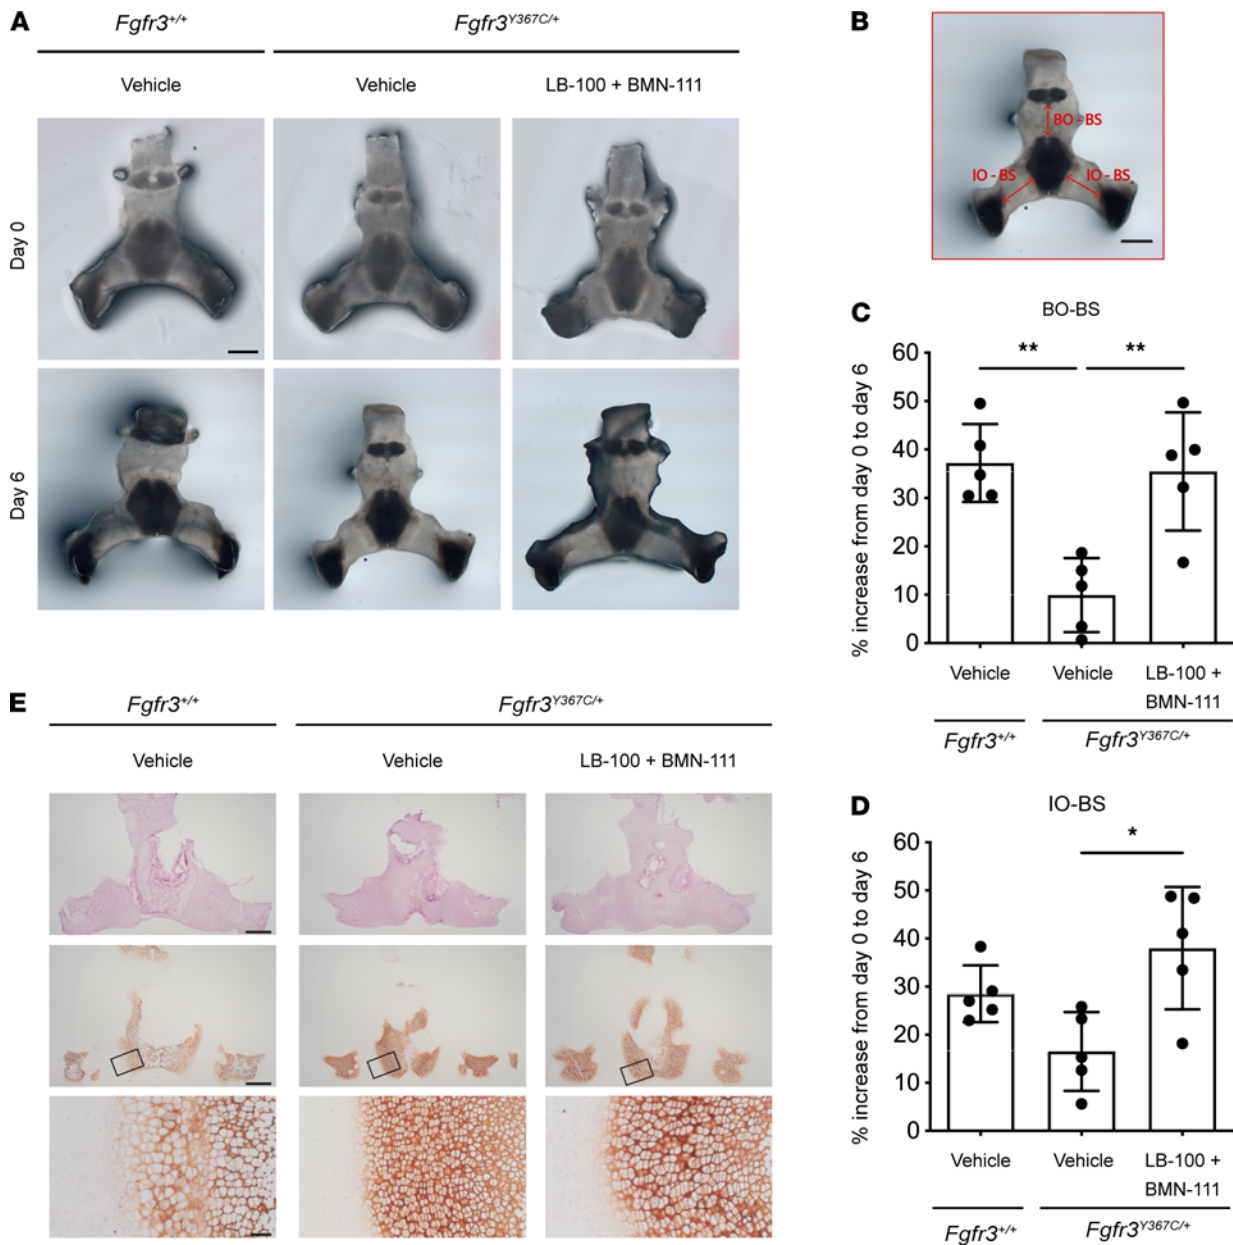 A
Fgfr3+/+
Fgfr3Y367C/+
Vehicle
Vehicle
LB-100 + BMN-111
Day 0
Day 6
B
BO - BS
IO - BS
IO - BS
C
BO-BS
% increase from day 0 to day 6
60
50
40
30
20
10
0
**
**
Vehicle
Vehicle
LB-100 +
BMN-111
Fgfr3+/+
Fgfr3Y367C/+
D
IO-BS
% increase from day 0 to day 6
60
50
40
30
20
10
0
*
Vehicle
Vehicle
LB-100 +
BMN-111
Fgfr3+/+
Fgfr3Y367C/+
E
Fgfr3+/+
Fgfr3Y367C/+
Vehicle
Vehicle
LB-100 + BMN-111